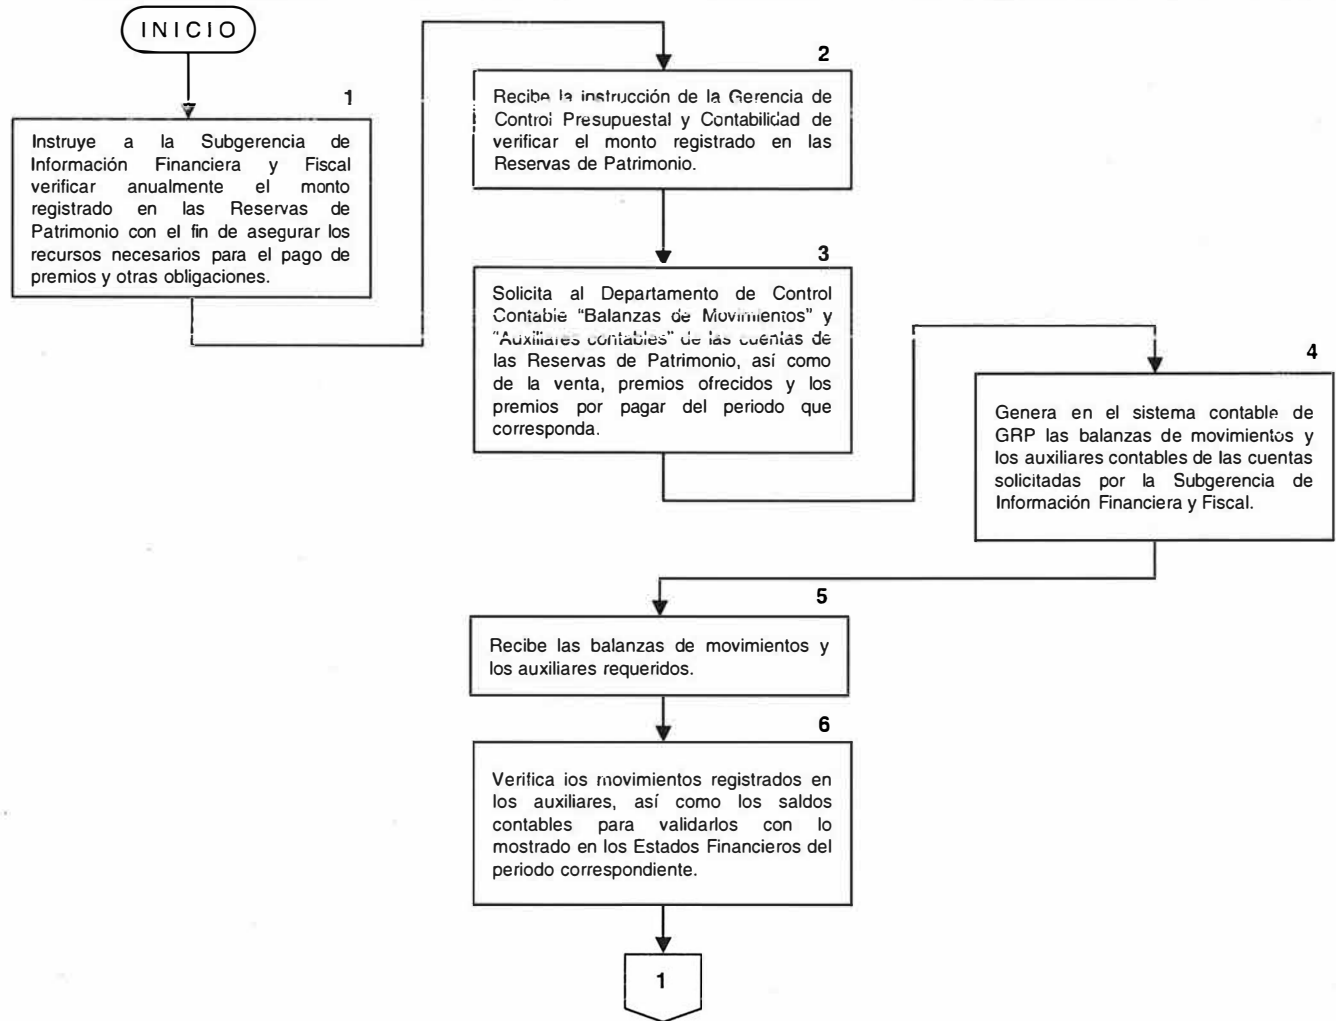 INICIO
1
Instruye a la Subgerencia de
Información Financiera y Fiscal
verificar anualmente el monto
registrado en las Reservas de
Patrimonio con el fin de asegurar los
recursos necesarios para el pago de
premios y otras obligaciones.
2
Recibe la instrucción de la Gerencia de
Control Presupuestal y Contabilidad de
verificar el monto registrado en las
Reservas de Patrimonio.
3
Solicita al Departamento de Control
Contable “Balanzas de Movimientos” y
“Auxiliares contables” de las cuentas de
las Reservas de Patrimonio, así como
de la venta, premios ofrecidos y los
premios por pagar del periodo que
corresponda.
4
Genera en el sistema contable de
GRP las balanzas de movimientos y
los auxiliares contables de las cuentas
solicitadas por la Subgerencia de
Información Financiera y Fiscal.
5
Recibe las balanzas de movimientos y
los auxiliares requeridos.
6
Verifica los movimientos registrados en
los auxiliares, así como los saldos
contables para validarlos con lo
mostrado en los Estados Financieros del
periodo correspondiente.
1